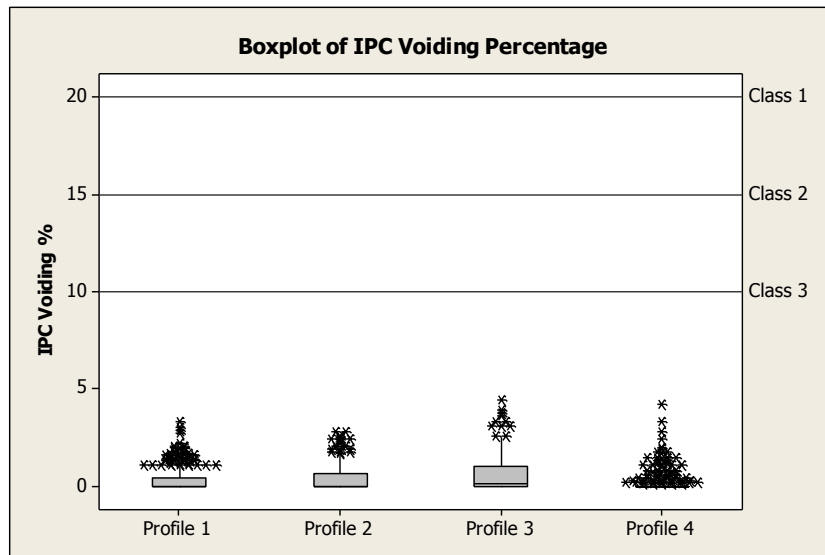 Boxplot of IPC Voiding Percentage
20
Class 1
15
Class 2
10
Class 3
5
0
IPC Voiding %
Profile 1
Profile 2
Profile 3
Profile 4